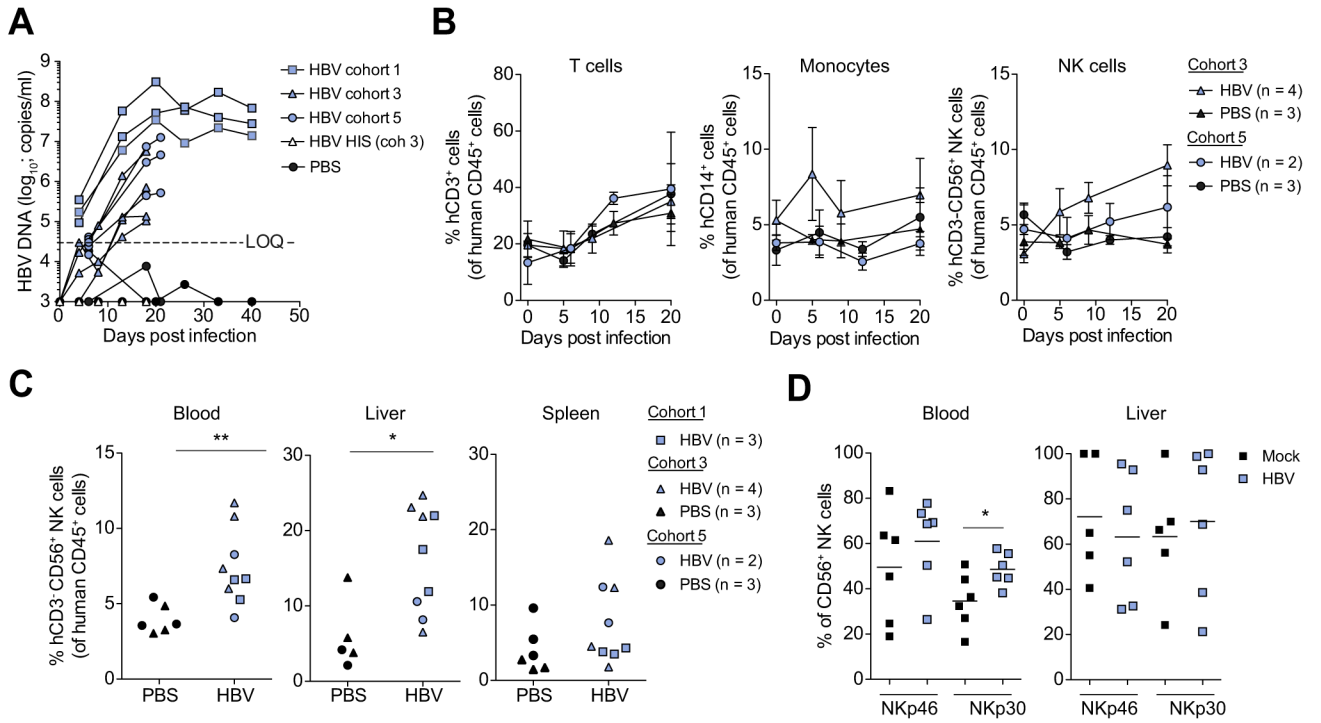 A
9
8
7
6
5
4
3
HBV DNA (log10; copies/ml)
0 10 20 30 40 50
Days post infection
LOQ
HBV cohort 1
HBV cohort 3
HBV cohort 5
HBV HIS (coh 3)
PBS
B
T cells
80
60
40
20
0
% hCD3+ cells
(of human CD45+ cells)
0 5 10 15 20
Days post infection
Monocytes
15
10
5
0
% hCD14+ cells
(of human CD45+ cells)
0 5 10 15 20
Days post infection
NK cells
15
10
5
0
% hCD3-CD56+ NK cells
(of human CD45+ cells)
0 5 10 15 20
Days post infection
Cohort 3
HBV (n = 4)
PBS (n = 3)
Cohort 5
HBV (n = 2)
PBS (n = 3)
C
Blood
**
15
10
5
0
% hCD3- CD56+ NK cells
(of human CD45+ cells)
PBS HBV
Liver
*
30
20
10
0
PBS HBV
Spleen
30
20
10
0
PBS HBV
Cohort 1
HBV (n = 3)
Cohort 3
HBV (n = 4)
PBS (n = 3)
Cohort 5
HBV (n = 2)
PBS (n = 3)
D
Blood
*
100
80
60
40
20
0
% of CD56+ NK cells
NKp46 NKp30
Liver
100
80
60
40
20
0
NKp46 NKp30
Mock
HBV